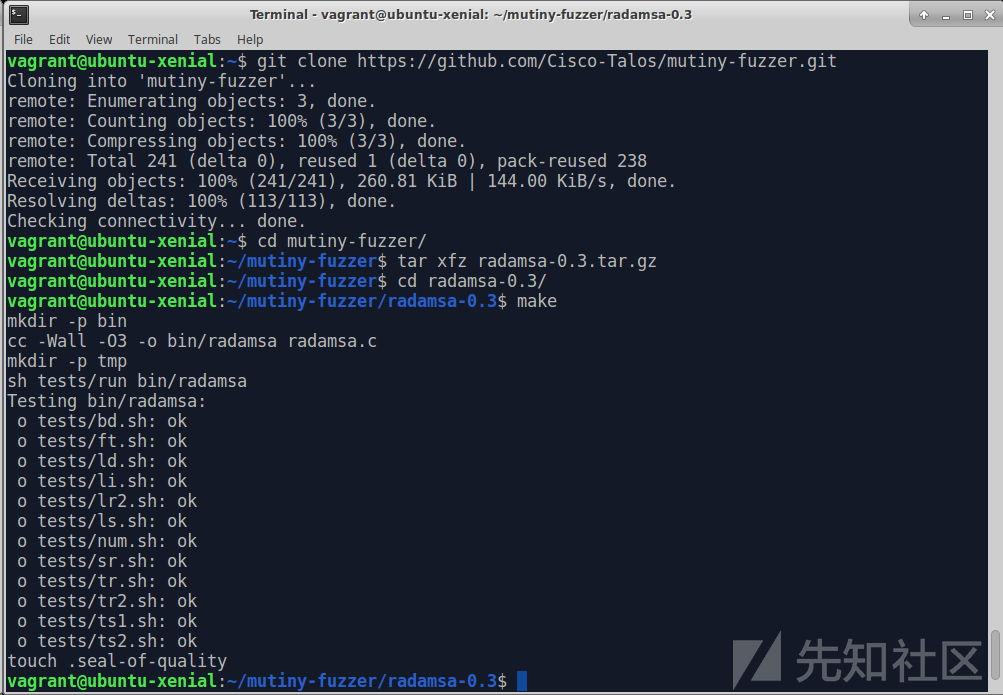 Terminal - vagrant@ubuntu-xenial: ~/mutiny-fuzzer/radamsa-0.3
File Edit View Terminal Tabs Help
vagrant@ubuntu-xenial:~$ git clone https://github.com/Cisco-Talos/mutiny-fuzzer.git
Cloning into 'mutiny-fuzzer'...
remote: Enumerating objects: 3, done.
remote: Counting objects: 100% (3/3), done.
remote: Compressing objects: 100% (3/3), done.
remote: Total 241 (delta 0), reused 1 (delta 0), pack-reused 238
Receiving objects: 100% (241/241), 260.81 KiB | 144.00 KiB/s, done.
Resolving deltas: 100% (113/113), done.
Checking connectivity... done.
vagrant@ubuntu-xenial:~$ cd mutiny-fuzzer/
vagrant@ubuntu-xenial:~/mutiny-fuzzer$ tar xfz radamsa-0.3.tar.gz
vagrant@ubuntu-xenial:~/mutiny-fuzzer$ cd radamsa-0.3/
vagrant@ubuntu-xenial:~/mutiny-fuzzer/radamsa-0.3$ make
mkdir -p bin
cc -Wall -O3 -o bin/radamsa radamsa.c
mkdir -p tmp
sh tests/run bin/radamsa
Testing bin/radamsa:
 o tests/bd.sh: ok
 o tests/ft.sh: ok
 o tests/ld.sh: ok
 o tests/li.sh: ok
 o tests/lr2.sh: ok
 o tests/ls.sh: ok
 o tests/num.sh: ok
 o tests/sr.sh: ok
 o tests/tr.sh: ok
 o tests/tr2.sh: ok
 o tests/ts1.sh: ok
 o tests/ts2.sh: ok
touch .seal-of-quality
vagrant@ubuntu-xenial:~/mutiny-fuzzer/radamsa-0.3$
先知社区